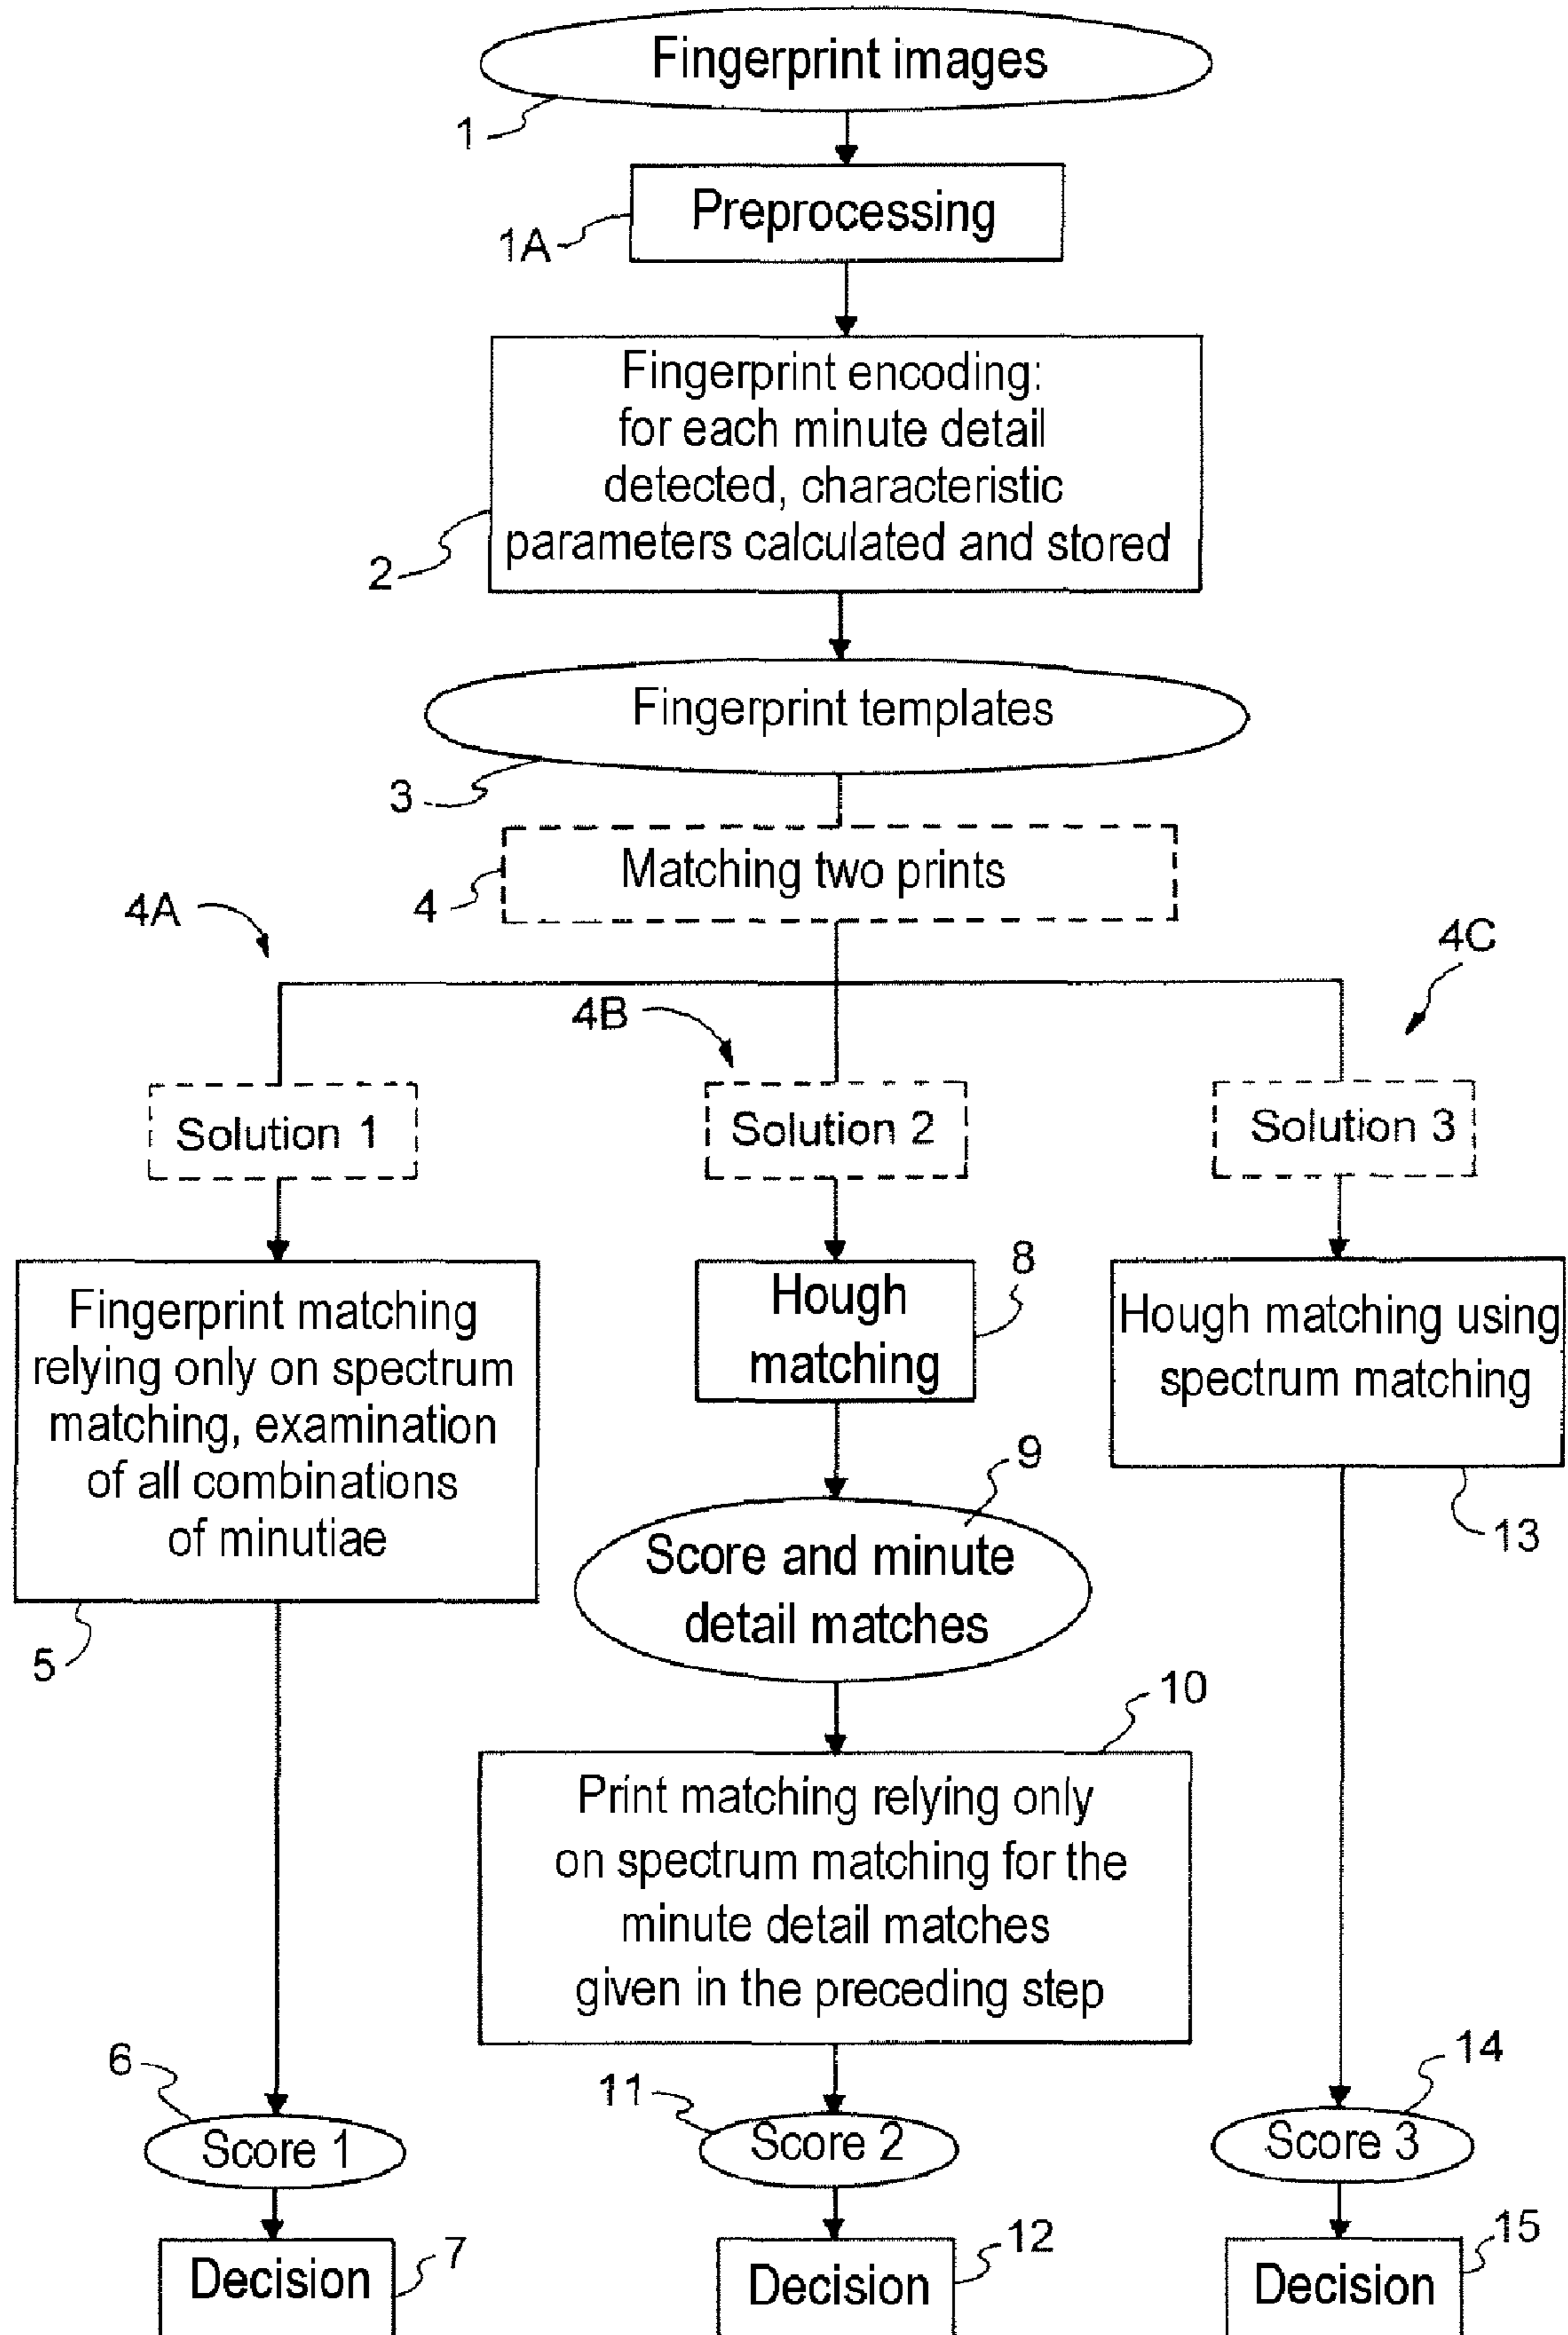 Fingerprint images
1
Preprocessing
1A
Fingerprint encoding:
for each minute detail
detected, characteristic
parameters calculated and stored
2
Fingerprint templates
3
Matching two prints
4
4A
4B
4C
Solution 1
Solution 2
Solution 3
Fingerprint matching
relying only on spectrum
matching, examination
of all combinations
of minutiae
5
Hough
matching
8
Hough matching using
spectrum matching
13
9
Score and minute
detail matches
10
Print matching relying only
on spectrum matching for the
minute detail matches
given in the preceding step
6
Score 1
11
Score 2
14
Score 3
Decision
7
Decision
12
Decision
15